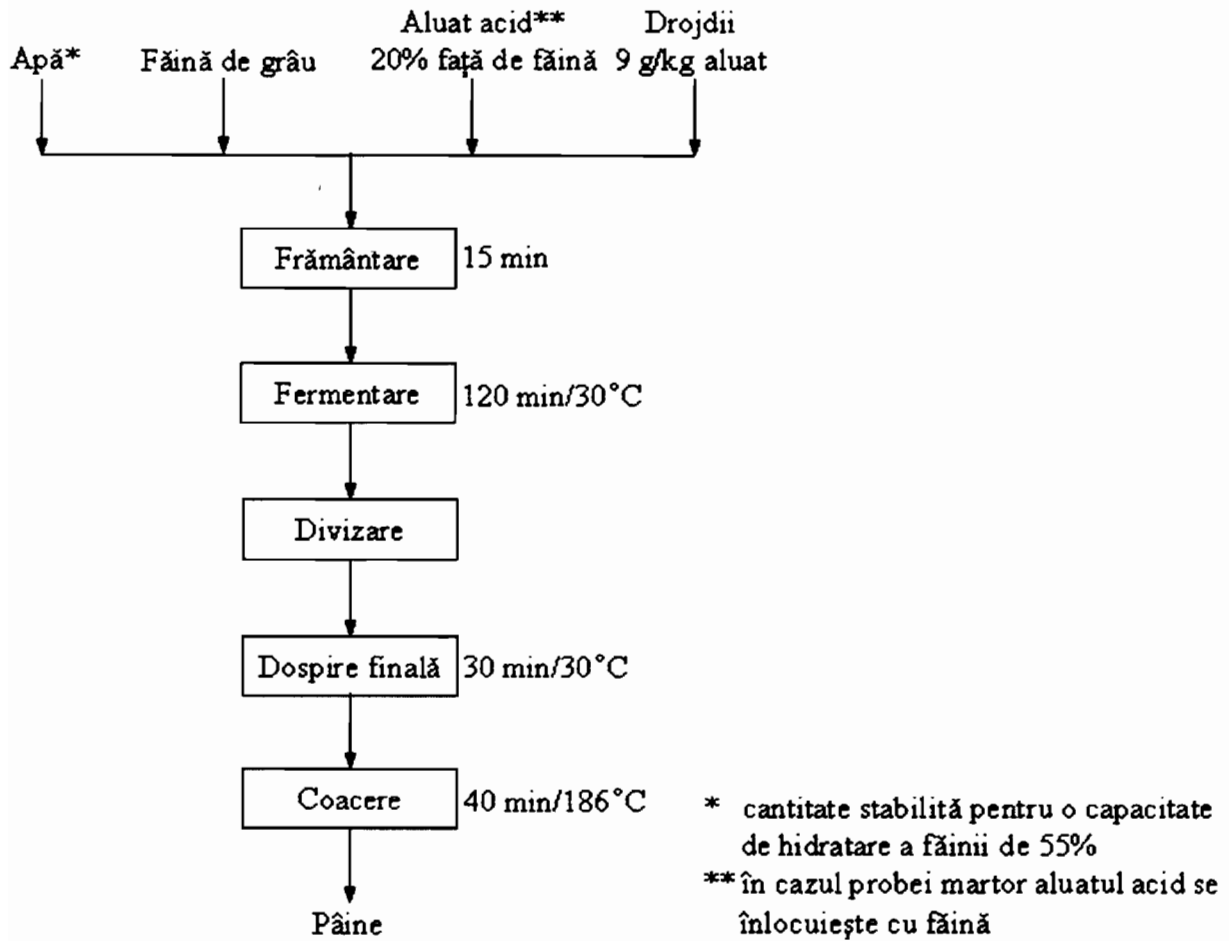 Apă*
Făină de grâu
Aluat acid**
20% față de făină
Drojdii
9 g/kg aluat
Frământare
15 min
Fermentare
120 min/30°C
Divizare
Dospire finală
30 min/30°C
Coacere
40 min/186°C
Pâine
* cantitate stabilită pentru o capacitate
de hidratare a făinii de 55%
** în cazul probei martor aluatul acid se
înlocuiește cu făină